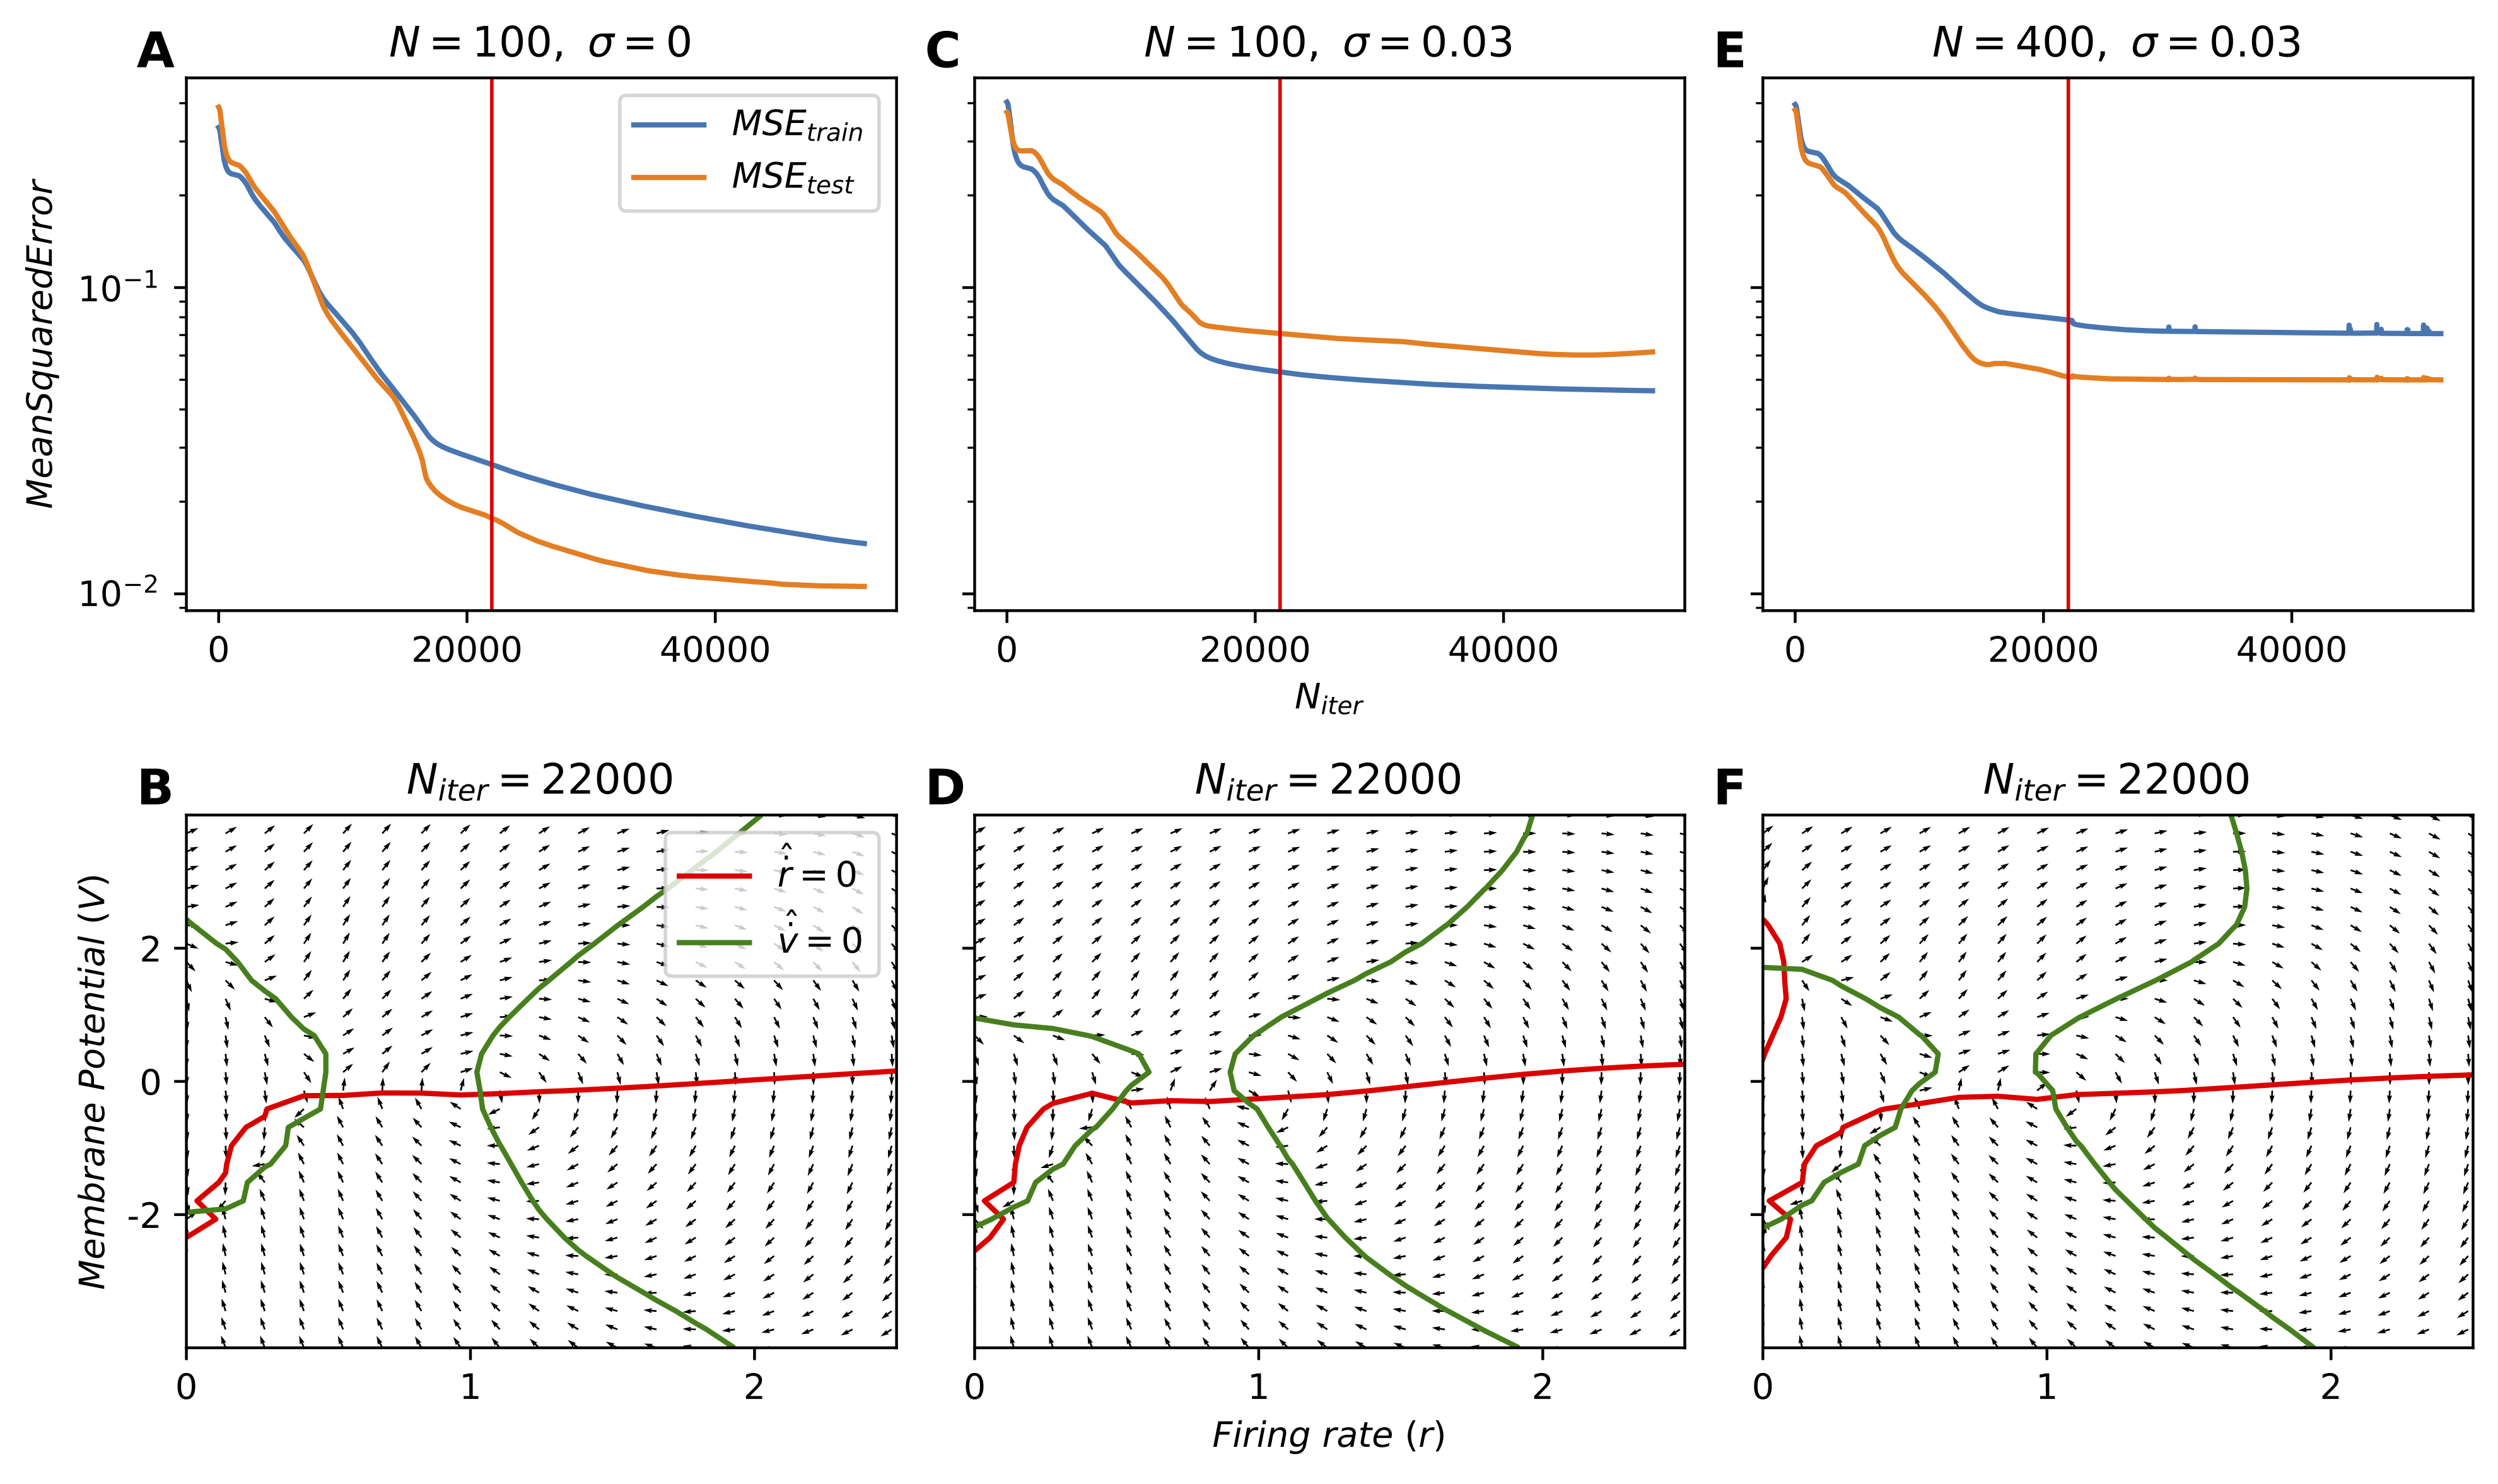 A
N = 100, σ = 0
C
N = 100, σ = 0.03
E
N = 400, σ = 0.03
MeanSquaredError
10⁻¹
10⁻²
MSE_train
MSE_test
0 20000 40000
0 20000 40000
0 20000 40000
N_iter
B
N_iter = 22000
D
N_iter = 22000
F
N_iter = 22000
Membrane Potential (V)
2
0
-2
r̂̇ = 0
v̂̇ = 0
0 1 2
0 1 2
0 1 2
Firing rate (r)